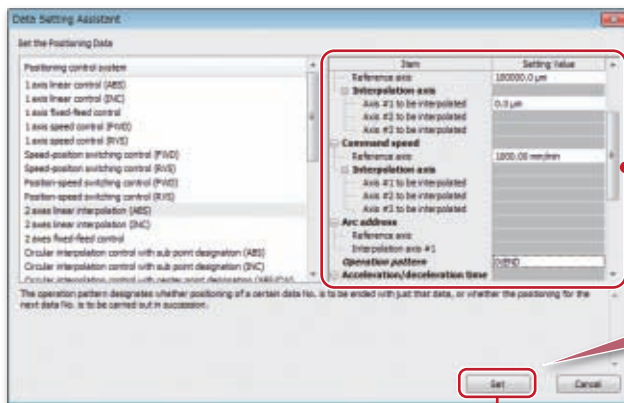 Data Setting Assistant
Set the Positioning Data
Positioning control system
1 axis linear control (ABS)
1 axis linear control (INC)
1 axis fixed-feed control
1 axis speed control (FWD)
1 axis speed control (RVS)
Speed-position switching control (FWD)
Speed-position switching control (RVS)
Position-speed switching control (FWD)
Position-speed switching control (RVS)
2 axes linear interpolation (ABS)
2 axes linear interpolation (INC)
2 axes fixed-feed control
Circular interpolation control with sub point designation (ABS)
Circular interpolation control with sub point designation (INC)
Item Setting Value
Reference axis 100000.0 μm
Interpolation axis
Axis #1 to be interpolated 0.0 μm
Axis #2 to be interpolated
Axis #3 to be interpolated
Command speed
Reference axis 1000.00 mm/min
Interpolation axis
Axis #1 to be interpolated
Axis #2 to be interpolated
Axis #3 to be interpolated
Arc address
Reference axis
Interpolation axis #1
Operation pattern 0:END
Acceleration/deceleration time
The operation pattern designates whether positioning of a certain data No. is to be ended with just that data, or whether the positioning for the
next data No. is to be carried out in succession.
Set Cancel